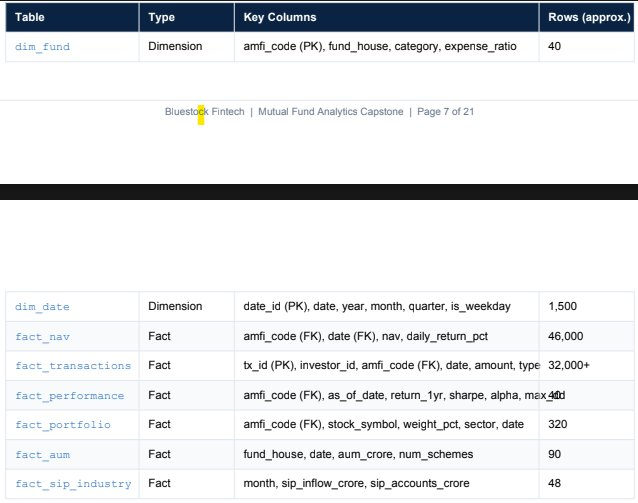 Table Type Key Columns Rows (approx.)
dim_fund Dimension amfi_code (PK), fund_house, category, expense_ratio 40
Bluestock Fintech | Mutual Fund Analytics Capstone | Page 7 of 21
dim_date Dimension date_id (PK), date, year, month, quarter, is_weekday 1,500
fact_nav Fact amfi_code (FK), date (FK), nav, daily_return_pct 46,000
fact_transactions Fact tx_id (PK), investor_id, amfi_code (FK), date, amount, type 32,000+
fact_performance Fact amfi_code (FK), as_of_date, return_1yr, sharpe, alpha, max_dd 40
fact_portfolio Fact amfi_code (FK), stock_symbol, weight_pct, sector, date 320
fact_aum Fact fund_house, date, aum_crore, num_schemes 90
fact_sip_industry Fact month, sip_inflow_crore, sip_accounts_crore 48